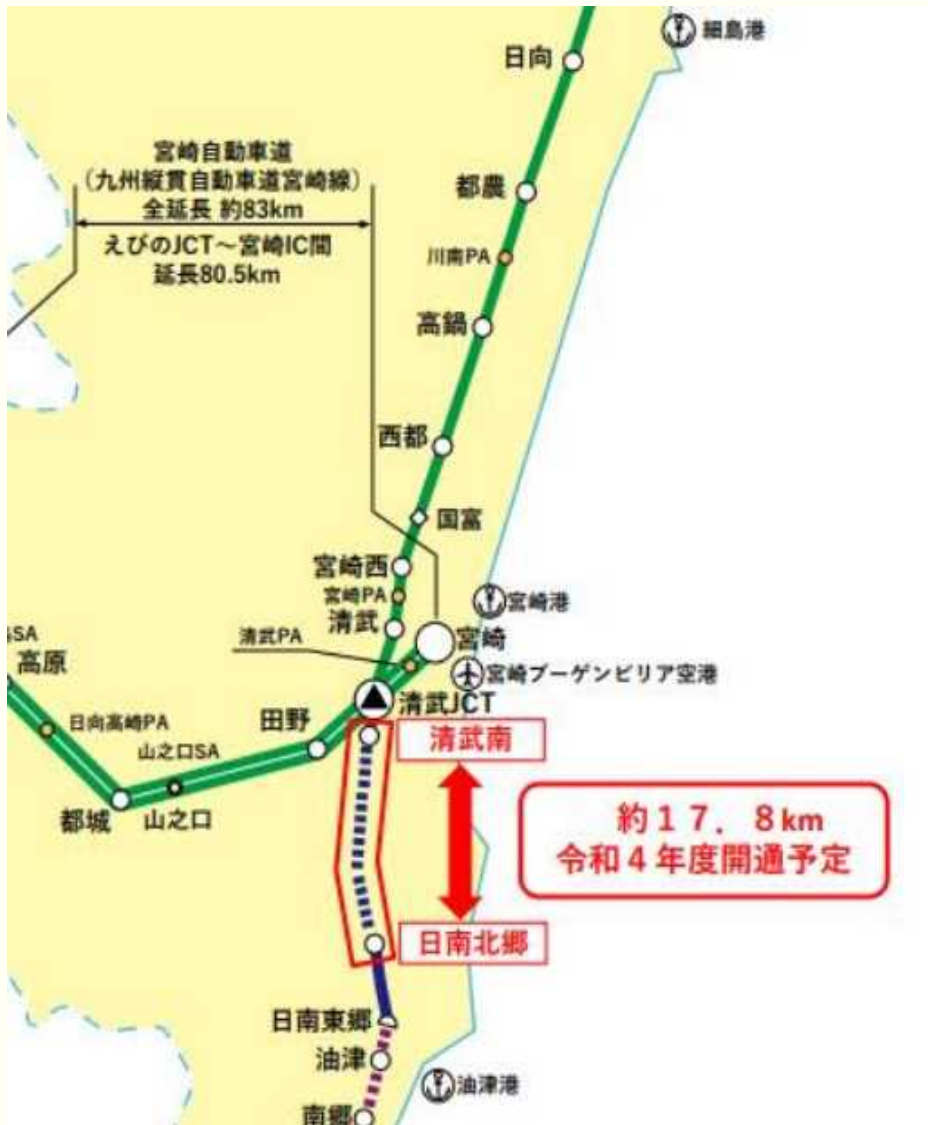 細島港
日向
宮崎自動車道
(九州縦貫自動車道宮崎線)
全延長 約83km
えびのJCT～宮崎IC間
延長80.5km
都農
川南PA
高鍋
西都
国富
宮崎西
宮崎PA
清武
宮崎港
清武PA
宮崎
宮崎ブーゲンビリア空港
SA
高原
清武JCT
田野
日向高崎PA
山之口SA
都城
山之口
清武南
約１７．８km
令和４年度開通予定
日南北郷
日南東郷
油津
油津港
南郷